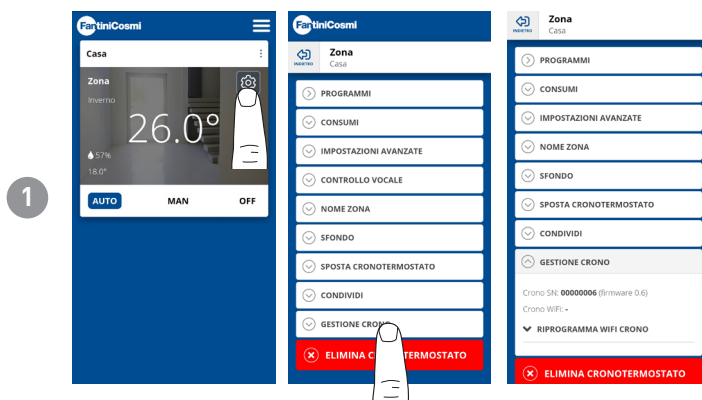 1
FantiniCosmi
Casa
Zona
Inverno
26.0°
57%
18.0°
AUTO MAN OFF
FantiniCosmi
INDIETRO
Zona
Casa
PROGRAMMI
CONSUMI
IMPOSTAZIONI AVANZATE
CONTROLLO VOCALE
NOME ZONA
SFONDO
SPOSTA CRONOTERMOSTATO
CONDIVIDI
GESTIONE CRONO
ELIMINA C TERMOSTATO
INDIETRO
Zona
Casa
PROGRAMMI
CONSUMI
IMPOSTAZIONI AVANZATE
NOME ZONA
SFONDO
SPOSTA CRONOTERMOSTATO
CONDIVIDI
GESTIONE CRONO
Crono SN: 00000006 (firmware 0.6)
Crono WiFi: -
RIPROGRAMMA WIFI CRONO
ELIMINA CRONOTERMOSTATO